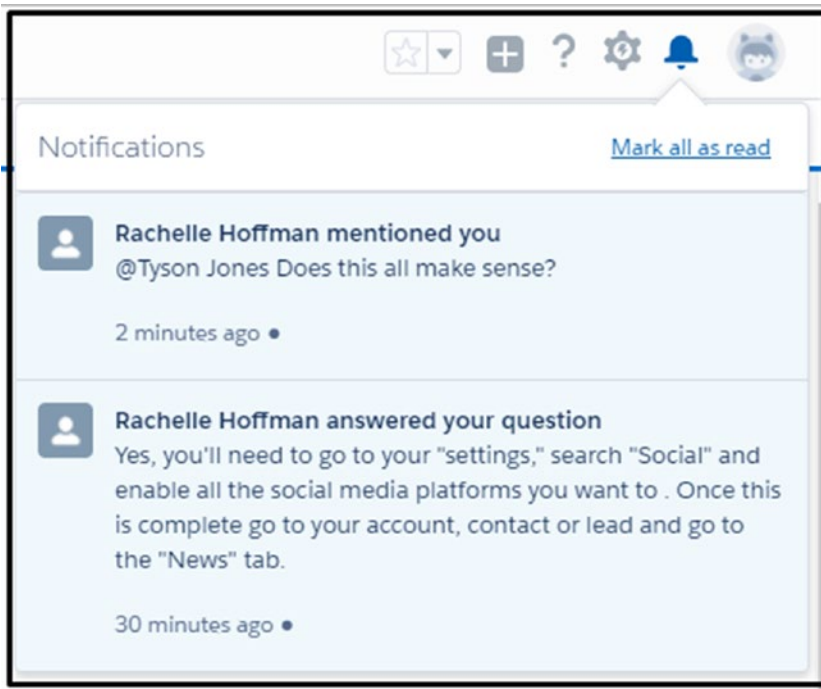 Notifications
Mark all as read
Rachelle Hoffman mentioned you
@Tyson Jones Does this all make sense?
2 minutes ago •
Rachelle Hoffman answered your question
Yes, you'll need to go to your "settings," search "Social" and
enable all the social media platforms you want to . Once this
is complete go to your account, contact or lead and go to
the "News" tab.
30 minutes ago •